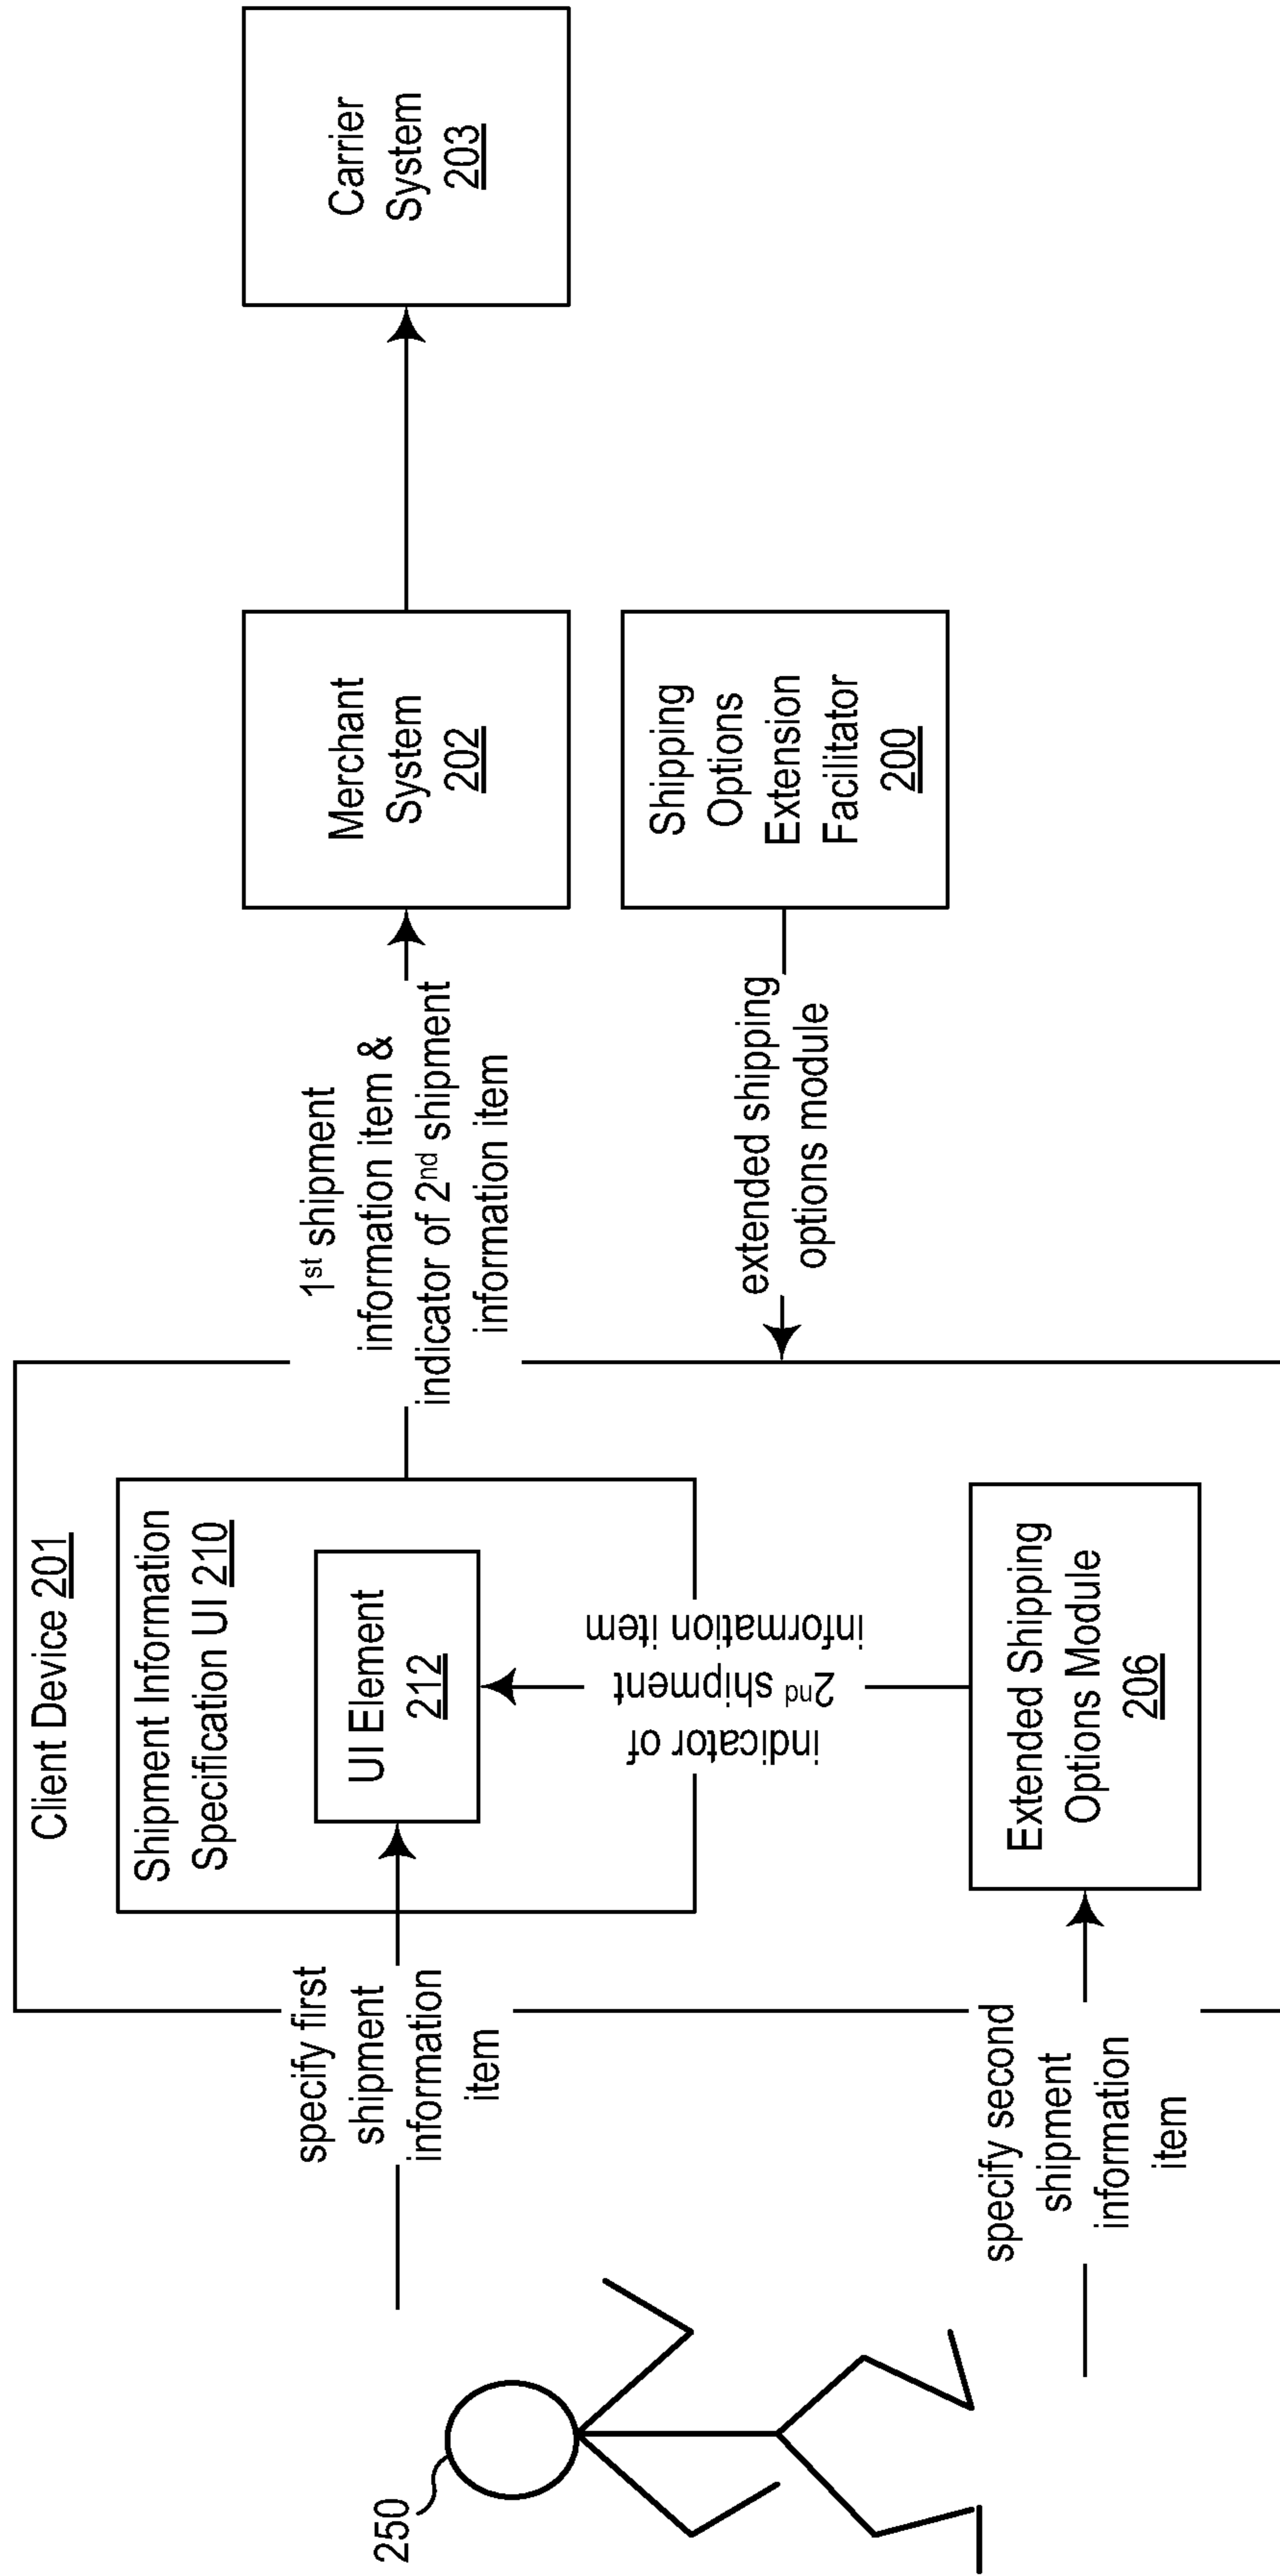 Client Device 201
Shipment Information
Specification UI 210
UI Element
212
indicator of
2nd shipment
information item
Extended Shipping
Options Module
206
specify first
shipment
information
item
specify second
shipment
information
item
250
1st shipment
information item &
indicator of 2nd shipment
information item
extended shipping
options module
Merchant
System
202
Shipping
Options
Extension
Facilitator
200
Carrier
System
203